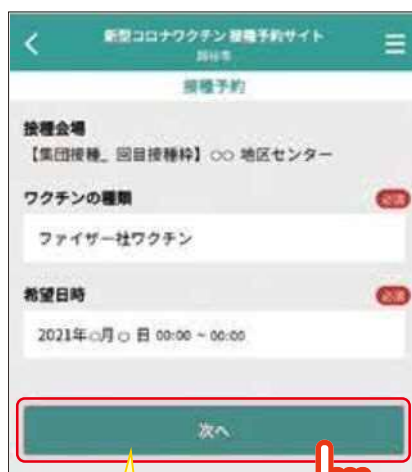 新型コロナワクチン 接種予約サイト
越谷市
接種予約
接種会場
【集団接種_ 回目接種枠】○○ 地区センター
ワクチンの種類 必須
ファイザー社ワクチン
希望日時 必須
2021年○月○ 日 00:00 ~ 00:00
次へ